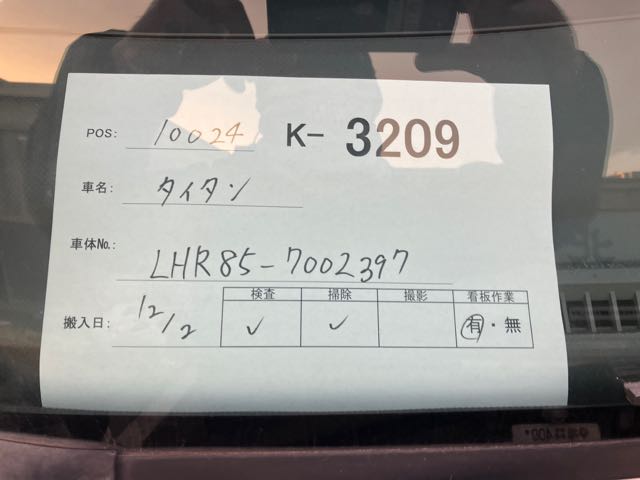 POS: 10024 K-3209
車名: タイタン
車体No.: LHR85-7002397
検査 掃除 撮影 看板作業
搬入日: 12/2 ✓ ✓ 有・無